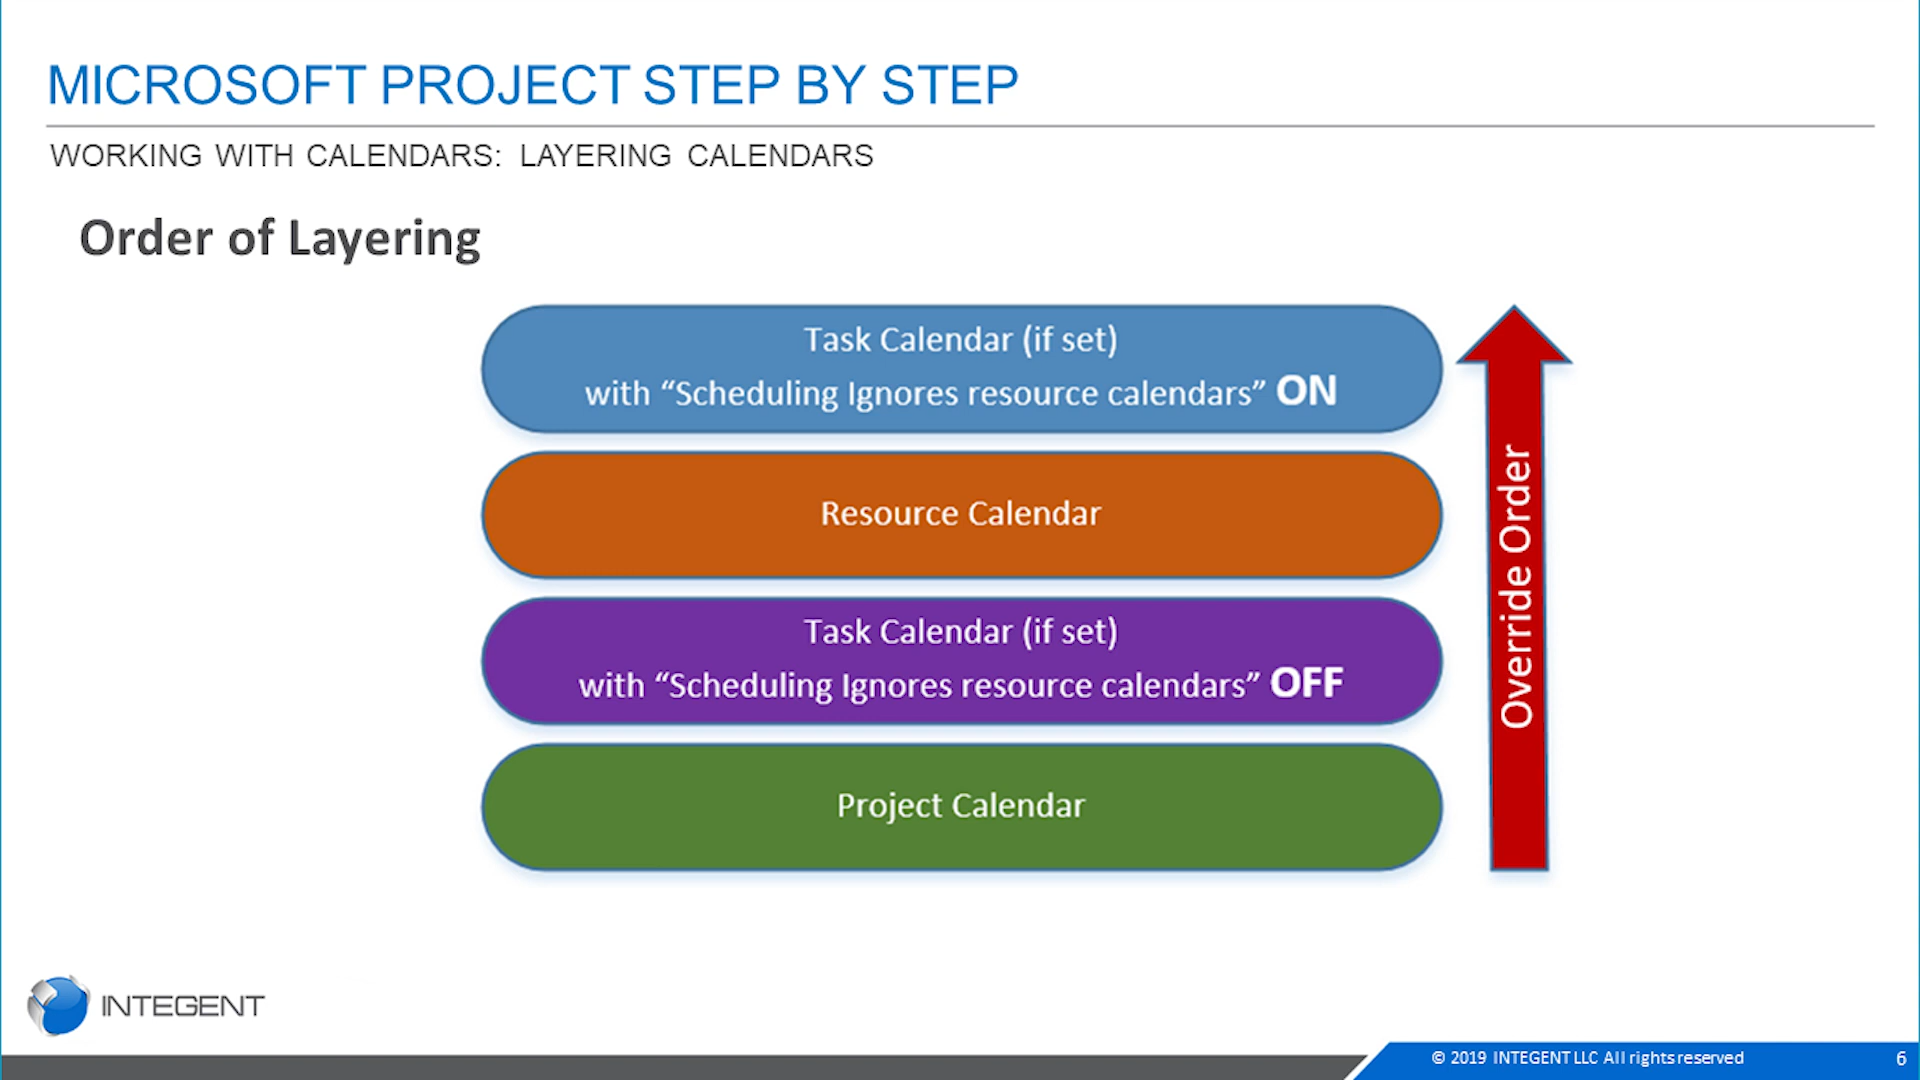 MICROSOFT PROJECT STEP BY STEP
WORKING WITH CALENDARS: LAYERING CALENDARS
Order of Layering
Task Calendar (if set)
with “Scheduling Ignores resource calendars” ON
Resource Calendar
Task Calendar (if set)
with “Scheduling Ignores resource calendars” OFF
Project Calendar
Override Order
INTEGENT
© 2019 INTEGENT LLC All rights reserved
6